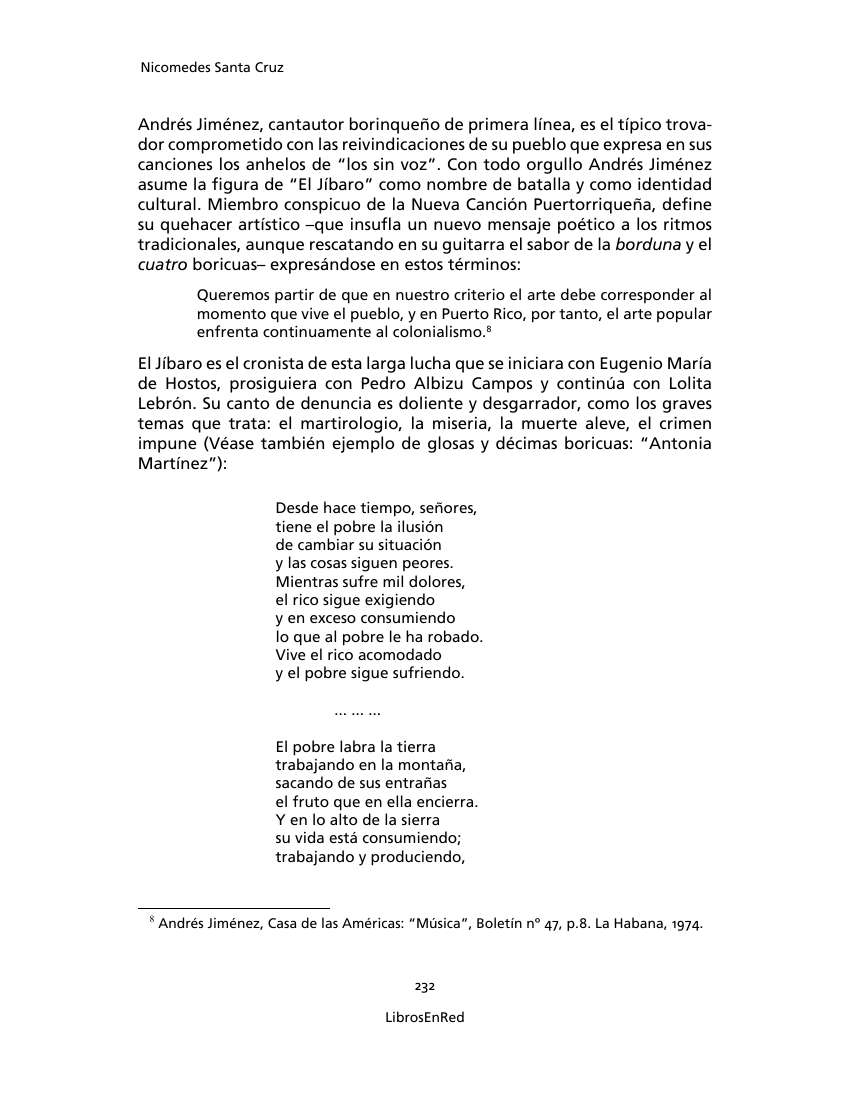 Nicomedes Santa Cruz
Andrés Jiménez, cantautor borinqueño de primera línea, es el típico trova-
dor comprometido con las reivindicaciones de su pueblo que expresa en sus
canciones los anhelos de “los sin voz”. Con todo orgullo Andrés Jiménez
asume la figura de “El Jíbaro” como nombre de batalla y como identidad
cultural. Miembro conspicuo de la Nueva Canción Puertorriqueña, define
su quehacer artístico –que insufla un nuevo mensaje poético a los ritmos
tradicionales, aunque rescatando en su guitarra el sabor de la borduna y el
cuatro boricuas– expresándose en estos términos:
Queremos partir de que en nuestro criterio el arte debe corresponder al
momento que vive el pueblo, y en Puerto Rico, por tanto, el arte popular
enfrenta continuamente al colonialismo.⁸
El Jíbaro es el cronista de esta larga lucha que se iniciara con Eugenio María
de Hostos, prosiguiera con Pedro Albizu Campos y continúa con Lolita
Lebrón. Su canto de denuncia es doliente y desgarrador, como los graves
temas que trata: el martirologio, la miseria, la muerte aleve, el crimen
impune (Véase también ejemplo de glosas y décimas boricuas: “Antonia
Martínez”):
Desde hace tiempo, señores,
tiene el pobre la ilusión
de cambiar su situación
y las cosas siguen peores.
Mientras sufre mil dolores,
el rico sigue exigiendo
y en exceso consumiendo
lo que al pobre le ha robado.
Vive el rico acomodado
y el pobre sigue sufriendo.
... ... ...
El pobre labra la tierra
trabajando en la montaña,
sacando de sus entrañas
el fruto que en ella encierra.
Y en lo alto de la sierra
su vida está consumiendo;
trabajando y produciendo,
⁸ Andrés Jiménez, Casa de las Américas: “Música”, Boletín nº 47, p.8. La Habana, 1974.
232
LibrosEnRed